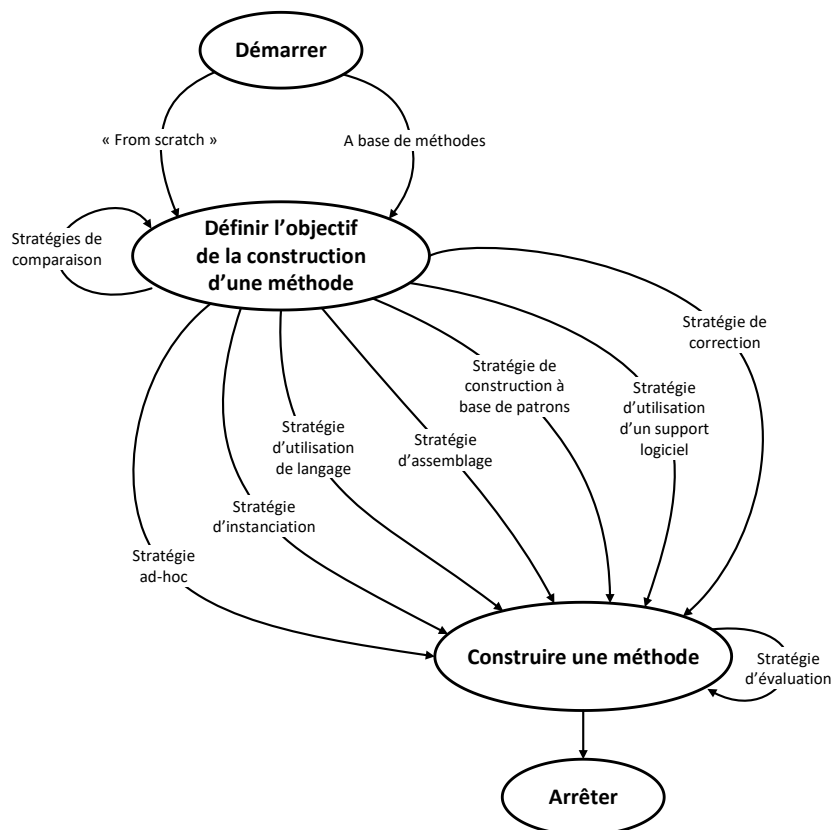 Démarrer
« From scratch »
A base de méthodes
Définir l’objectif
de la construction
d’une méthode
Stratégies de
comparaison
Stratégie de
correction
Stratégie de
construction à
base de patrons
Stratégie
d’utilisation
d’un support
logiciel
Stratégie
d’utilisation
de langage
Stratégie
d’assemblage
Stratégie
d’instanciation
Stratégie
ad-hoc
Construire une méthode
Stratégie
d’évaluation
Arrêter